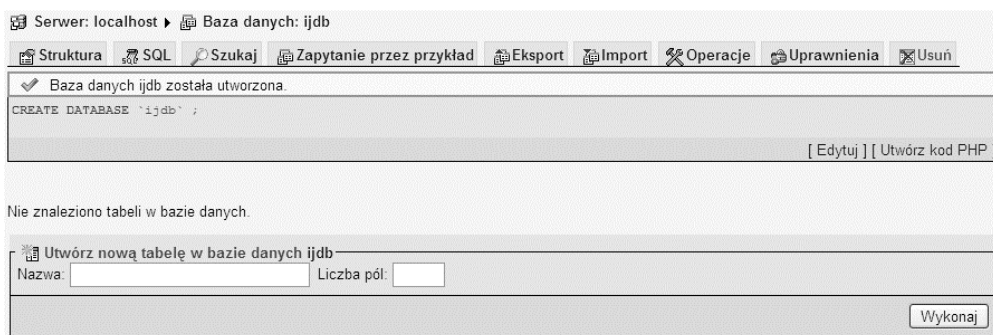 Serwer: localhost ▸ Baza danych: ijdb
Struktura SQL Szukaj Zapytanie przez przykład Eksport Import Operacje Uprawnienia Usuń
Baza danych ijdb została utworzona.
CREATE DATABASE `ijdb` ;
[ Edytuj ] [ Utwórz kod PHP ]
Nie znaleziono tabeli w bazie danych.
Utwórz nową tabelę w bazie danych ijdb
Nazwa: Liczba pól:
Wykonaj